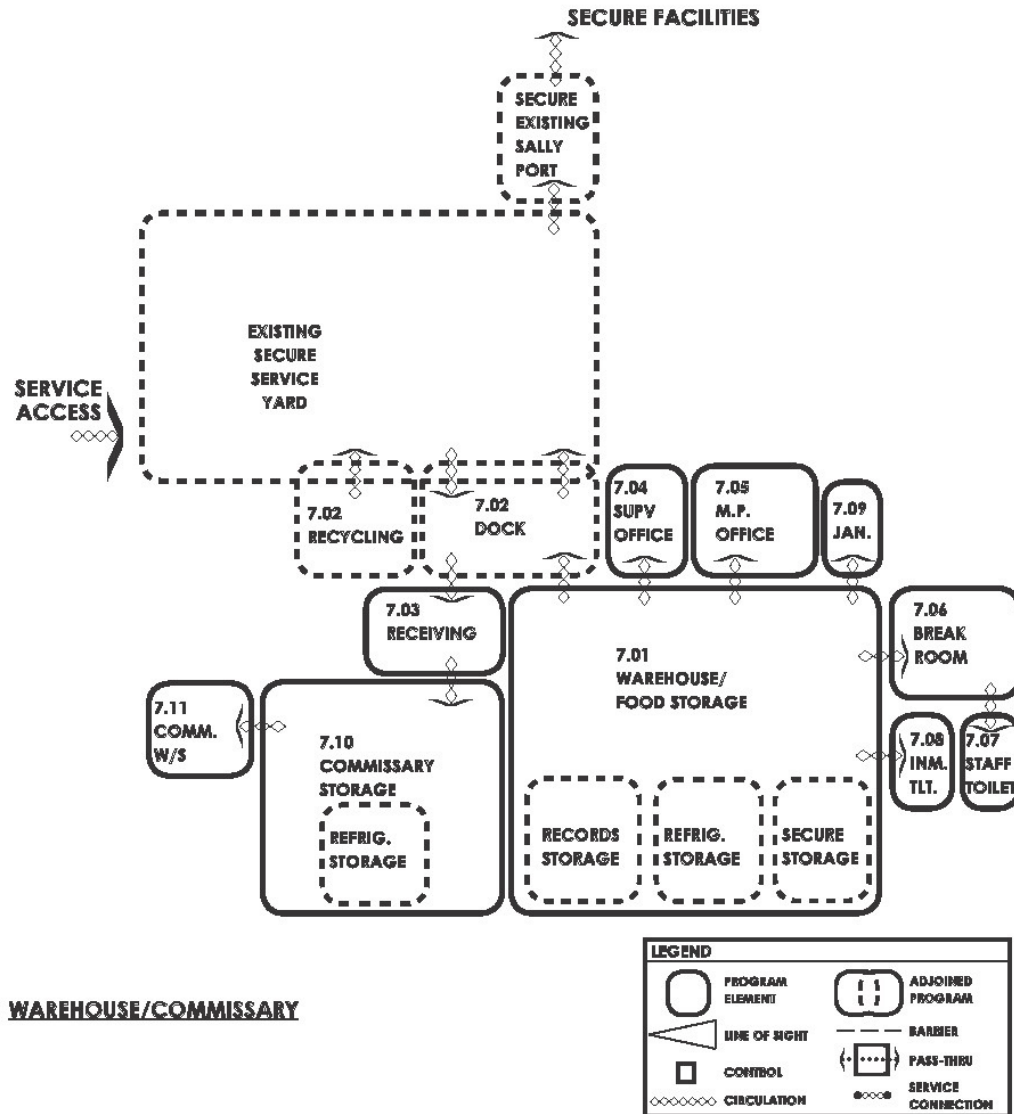 SECURE FACILITIES
SECURE
EXISTING
SALLY
PORT
EXISTING
SECURE
SERVICE
YARD
SERVICE
ACCESS
7.02
RECYCLING
7.02
DOCK
7.04
SUPV
OFFICE
7.05
M.P.
OFFICE
7.09
JAN.
7.03
RECEIVING
7.01
WAREHOUSE/
FOOD STORAGE
7.06
BREAK
ROOM
7.11
COMM.
W/S
7.10
COMMISSARY
STORAGE
REFRIG.
STORAGE
7.08
INM.
TLT.
7.07
STAFF
TOILET
RECORDS
STORAGE
REFRIG.
STORAGE
SECURE
STORAGE
WAREHOUSE/COMMISSARY
LEGEND
PROGRAM
ELEMENT
LINE OF SIGHT
CONTROL
CIRCULATION
ADJOINED
PROGRAM
BARRIER
PASS-THRU
SERVICE
CONNECTION